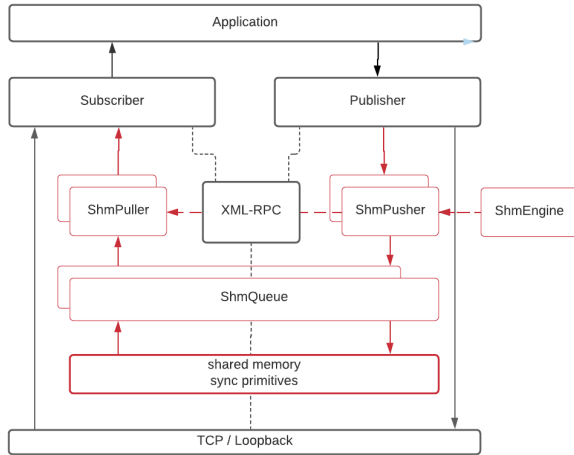 Application
Subscriber
Publisher
ShmPuller
XML-RPC
ShmPusher
ShmEngine
ShmQueue
shared memory
sync primitives
TCP / Loopback